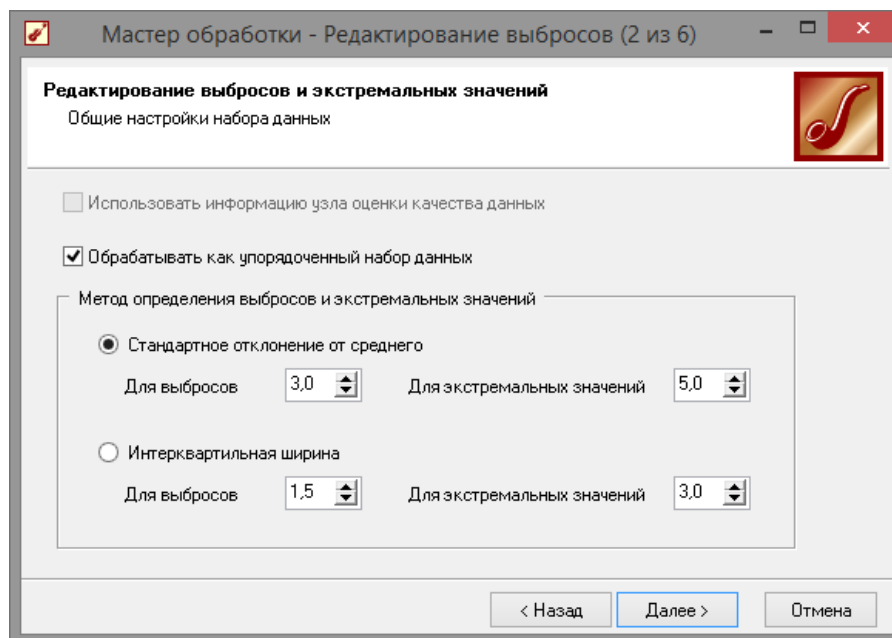 Мастер обработки - Редактирование выбросов (2 из 6)
Редактирование выбросов и экстремальных значений
Общие настройки набора данных
Использовать информацию узла оценки качества данных
Обрабатывать как упорядоченный набор данных
Метод определения выбросов и экстремальных значений
Стандартное отклонение от среднего
Для выбросов 3,0 Для экстремальных значений 5,0
Интерквартильная ширина
Для выбросов 1,5 Для экстремальных значений 3,0
< Назад Далее > Отмена